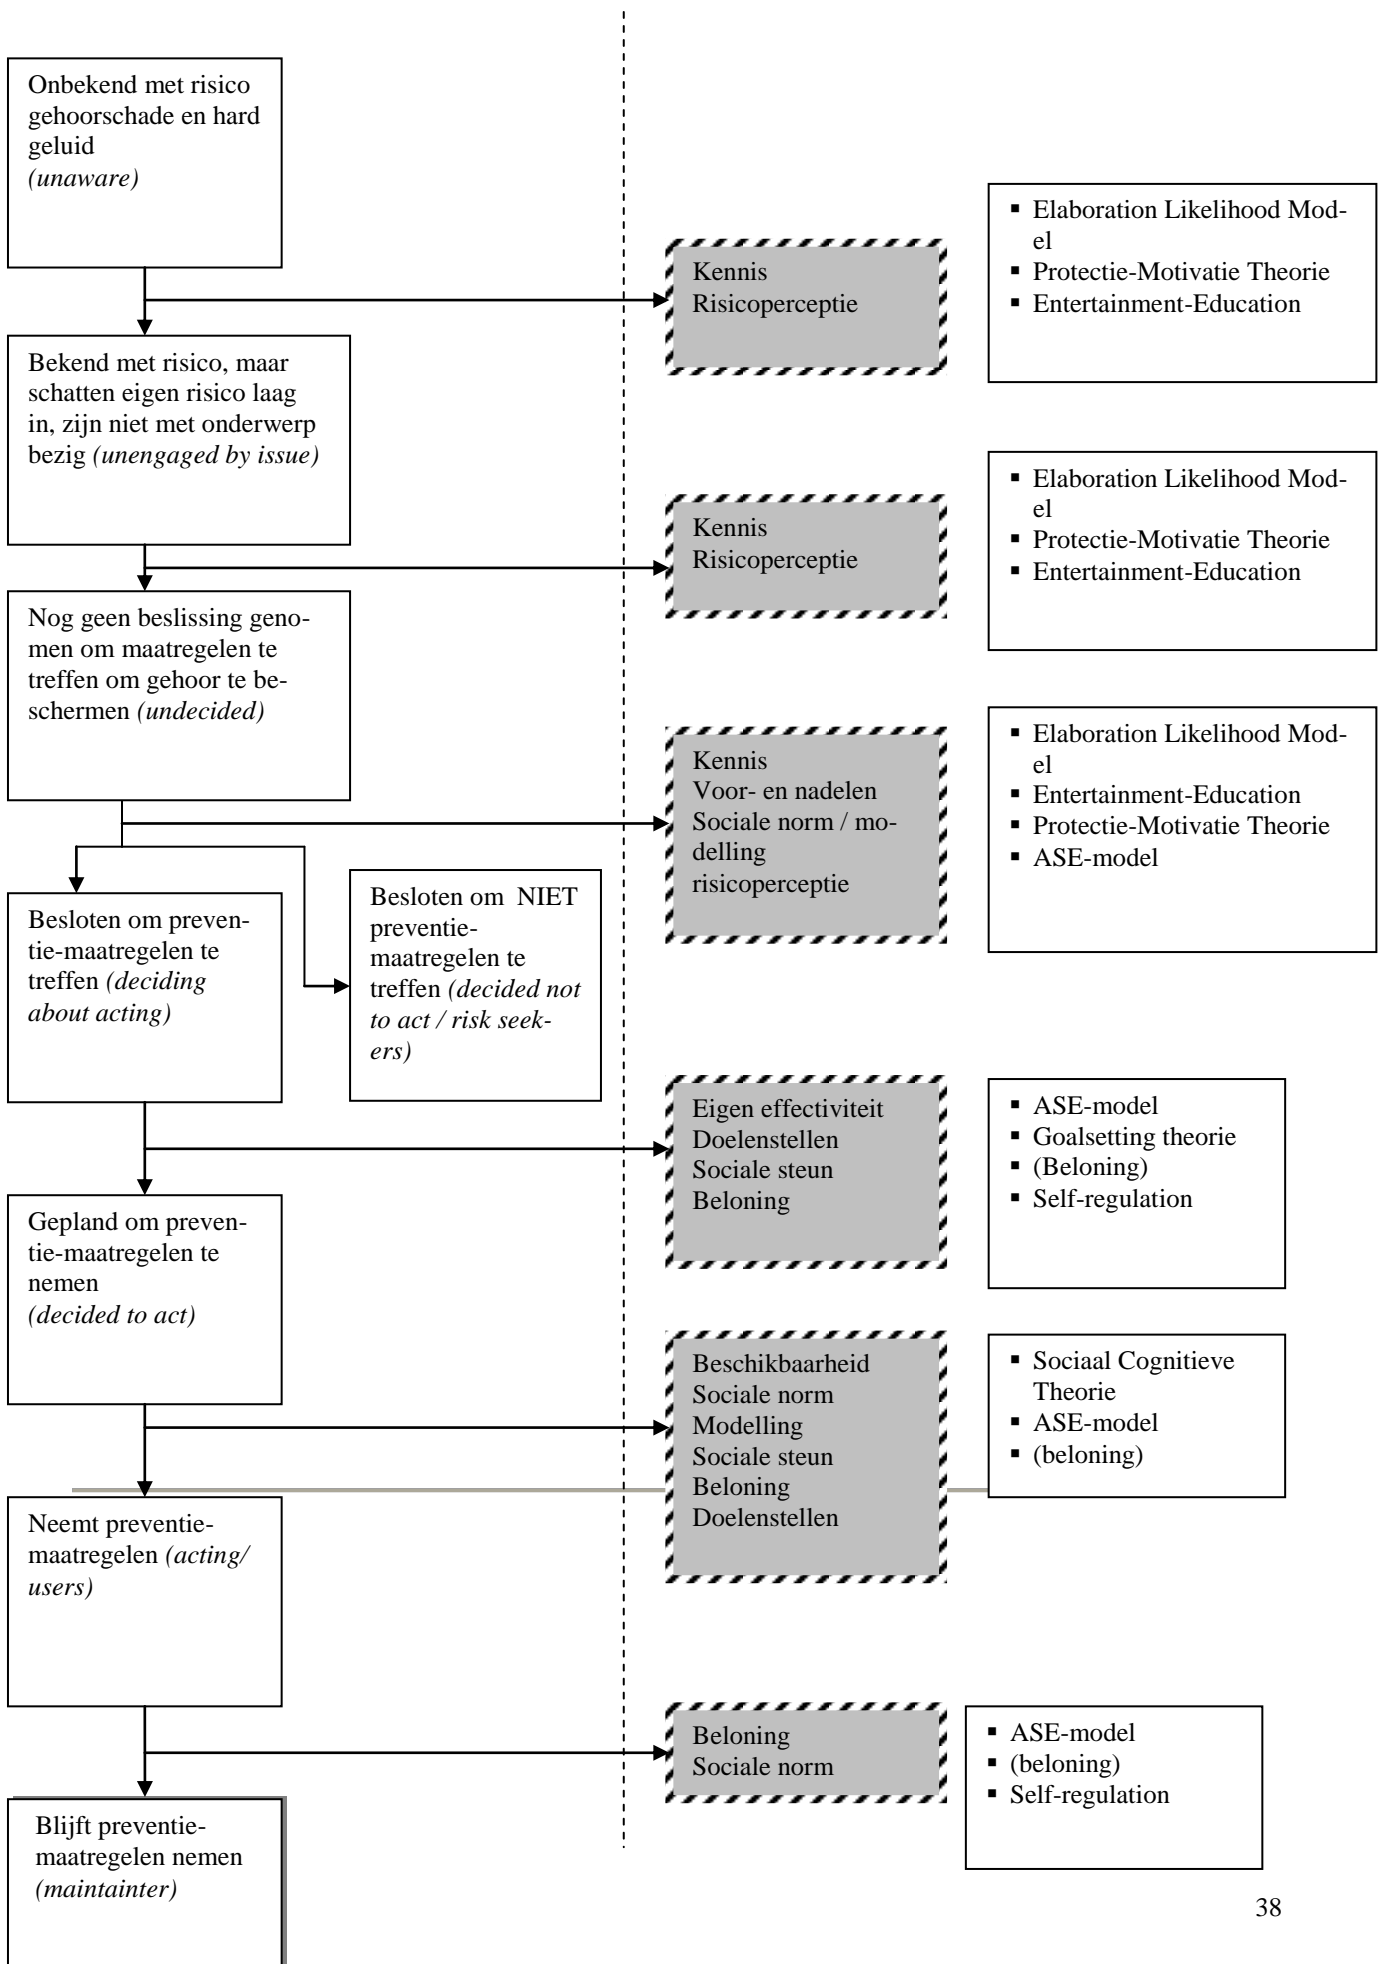 Onbekend met risico
gehoorschade en hard
geluid
(unaware)
▪ Elaboration Likelihood Mod-
el
▪ Protectie-Motivatie Theorie
▪ Entertainment-Education
Kennis
Risicoperceptie
Bekend met risico, maar
schatten eigen risico laag
in, zijn niet met onderwerp
bezig (unengaged by issue)
▪ Elaboration Likelihood Mod-
el
▪ Protectie-Motivatie Theorie
▪ Entertainment-Education
Kennis
Risicoperceptie
Nog geen beslissing geno-
men om maatregelen te
treffen om gehoor te be-
schermen (undecided)
Kennis
Voor- en nadelen
Sociale norm / mo-
delling
risicoperceptie
▪ Elaboration Likelihood Mod-
el
▪ Entertainment-Education
▪ Protectie-Motivatie Theorie
▪ ASE-model
Besloten om preven-
tie-maatregelen te
treffen (deciding
about acting)
Besloten om  NIET
preventie-
maatregelen te
treffen (decided not
to act / risk seek-
ers)
Eigen effectiviteit
Doelenstellen
Sociale steun
Beloning
▪ ASE-model
▪ Goalsetting theorie
▪ (Beloning)
▪ Self-regulation
Gepland om preven-
tie-maatregelen te
nemen
(decided to act)
Beschikbaarheid
Sociale norm
Modelling
Sociale steun
Beloning
Doelenstellen
▪ Sociaal Cognitieve
Theorie
▪ ASE-model
▪ (beloning)
Neemt preventie-
maatregelen (acting/
users)
Beloning
Sociale norm
▪ ASE-model
▪ (beloning)
▪ Self-regulation
Blijft preventie-
maatregelen nemen
(maintainter)
38